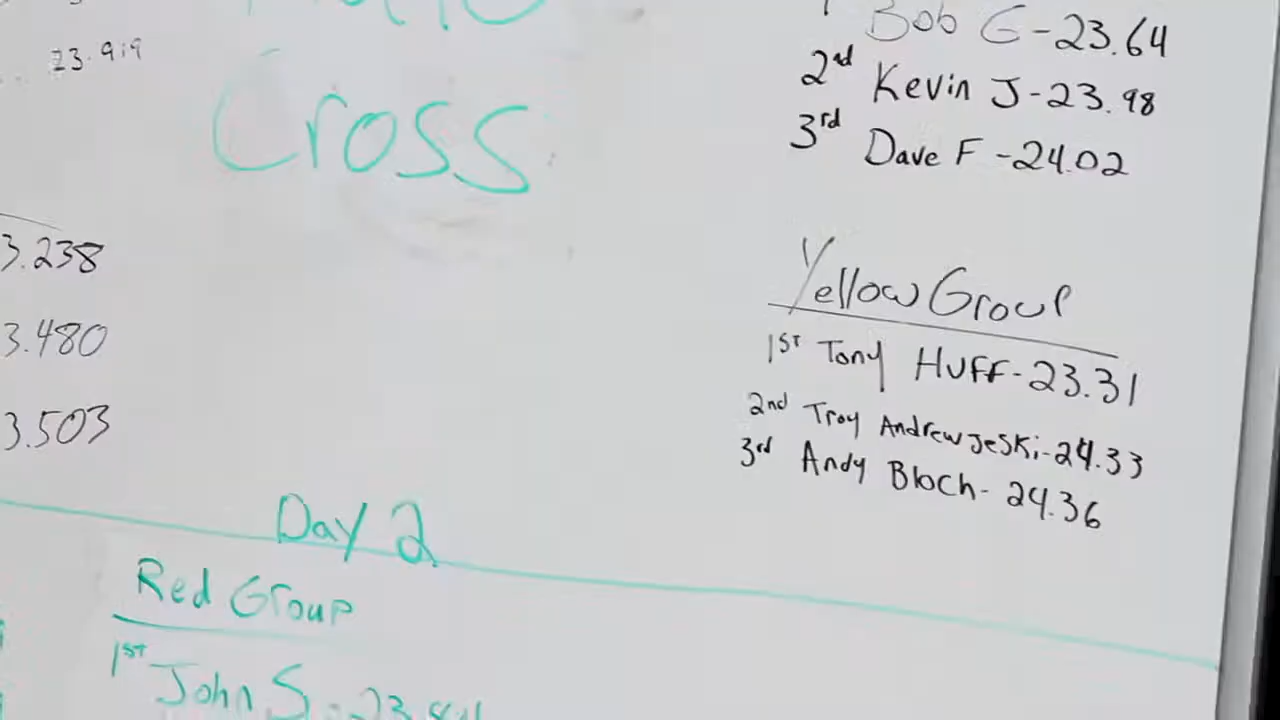 Bob G-23.64
23.919
2nd Kevin J-23.98
Cross
3rd Dave F-24.02
3.238
Yellow Group
3.480
1st Tony Huff-23.31
2nd Troy Andrewjeski-24.33
3.503
3rd Andy Bloch-24.36
Day 2
Red Group
1st John S.